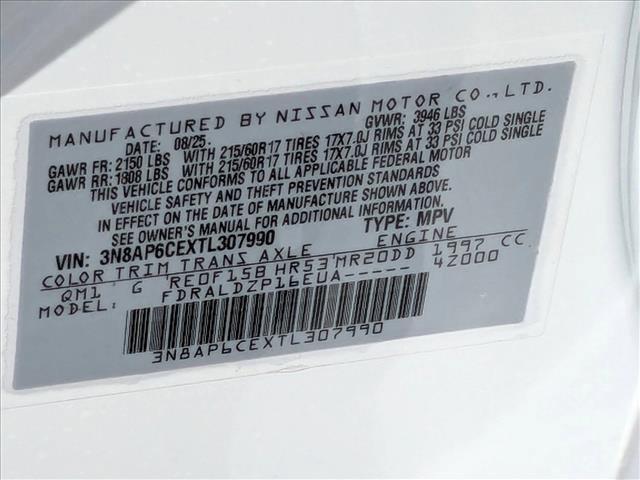 MANUFACTURED BY NISSAN MOTOR CO.,LTD.
DATE: 08/25 GVWR: 3946 LBS
GAWR FR: 2150 LBS WITH 215/60R17 TIRES 17X7.0J RIMS AT 33 PSI COLD SINGLE
GAWR RR: 1808 LBS WITH 215/60R17 TIRES 17X7.0J RIMS AT 33 PSI COLD SINGLE
THIS VEHICLE CONFORMS TO ALL APPLICABLE FEDERAL MOTOR
VEHICLE SAFETY AND THEFT PREVENTION STANDARDS
IN EFFECT ON THE DATE OF MANUFACTURE SHOWN ABOVE.
SEE OWNER'S MANUAL FOR ADDITIONAL INFORMATION.
VIN: 3N8AP6CEXTL307990 TYPE: MPV
COLOR TRIM TRANS AXLE ENGINE
QM1 G RE0F15B HR53 MR20DD 1997 CC
MODEL: FDRALDZP16EUA----- 42000
3N8AP6CEXTL307990